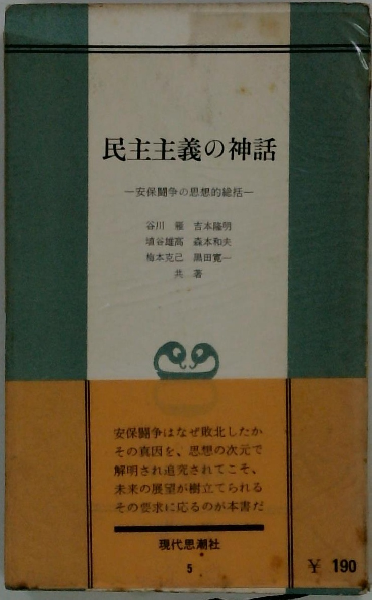 民主主義の神話
―安保闘争の思想的総括―
谷川 雁 吉本隆明
埴谷雄高 森本和夫
梅本克己 黒田寛一
共著
安保闘争はなぜ敗北したか
その真因を、思想の次元で
解明され追究されてこそ、
未来の展望が樹立てられる
その要求に応るのが本書だ
現代思潮社
5
¥ 190